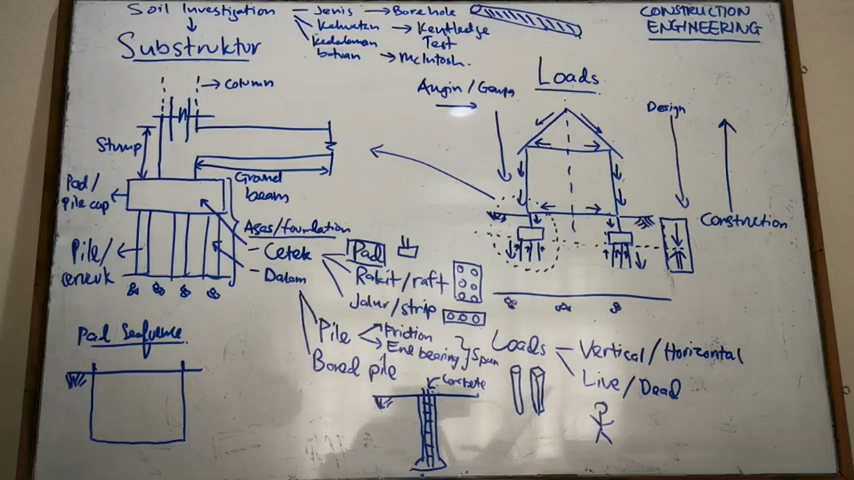 Soil Investigation – Jenis → Borehole
Kekuatan → Kentledge Test
kedalaman batuan → McIntosh.
CONSTRUCTION ENGINEERING
Substruktur
Loads
Column
Angin / Gempa
Design
Stump
Pad / Pile cap
Ground beam
Construction
Asas/foundation
Pile /
Cetek
Pad
Dalam
Rakit/raft
Jalur/strip
Pad Sequence
Pile
Friction
End bearing
Bored pile
Loads
Vertical / Horizontal
Live / Dead
Concrete